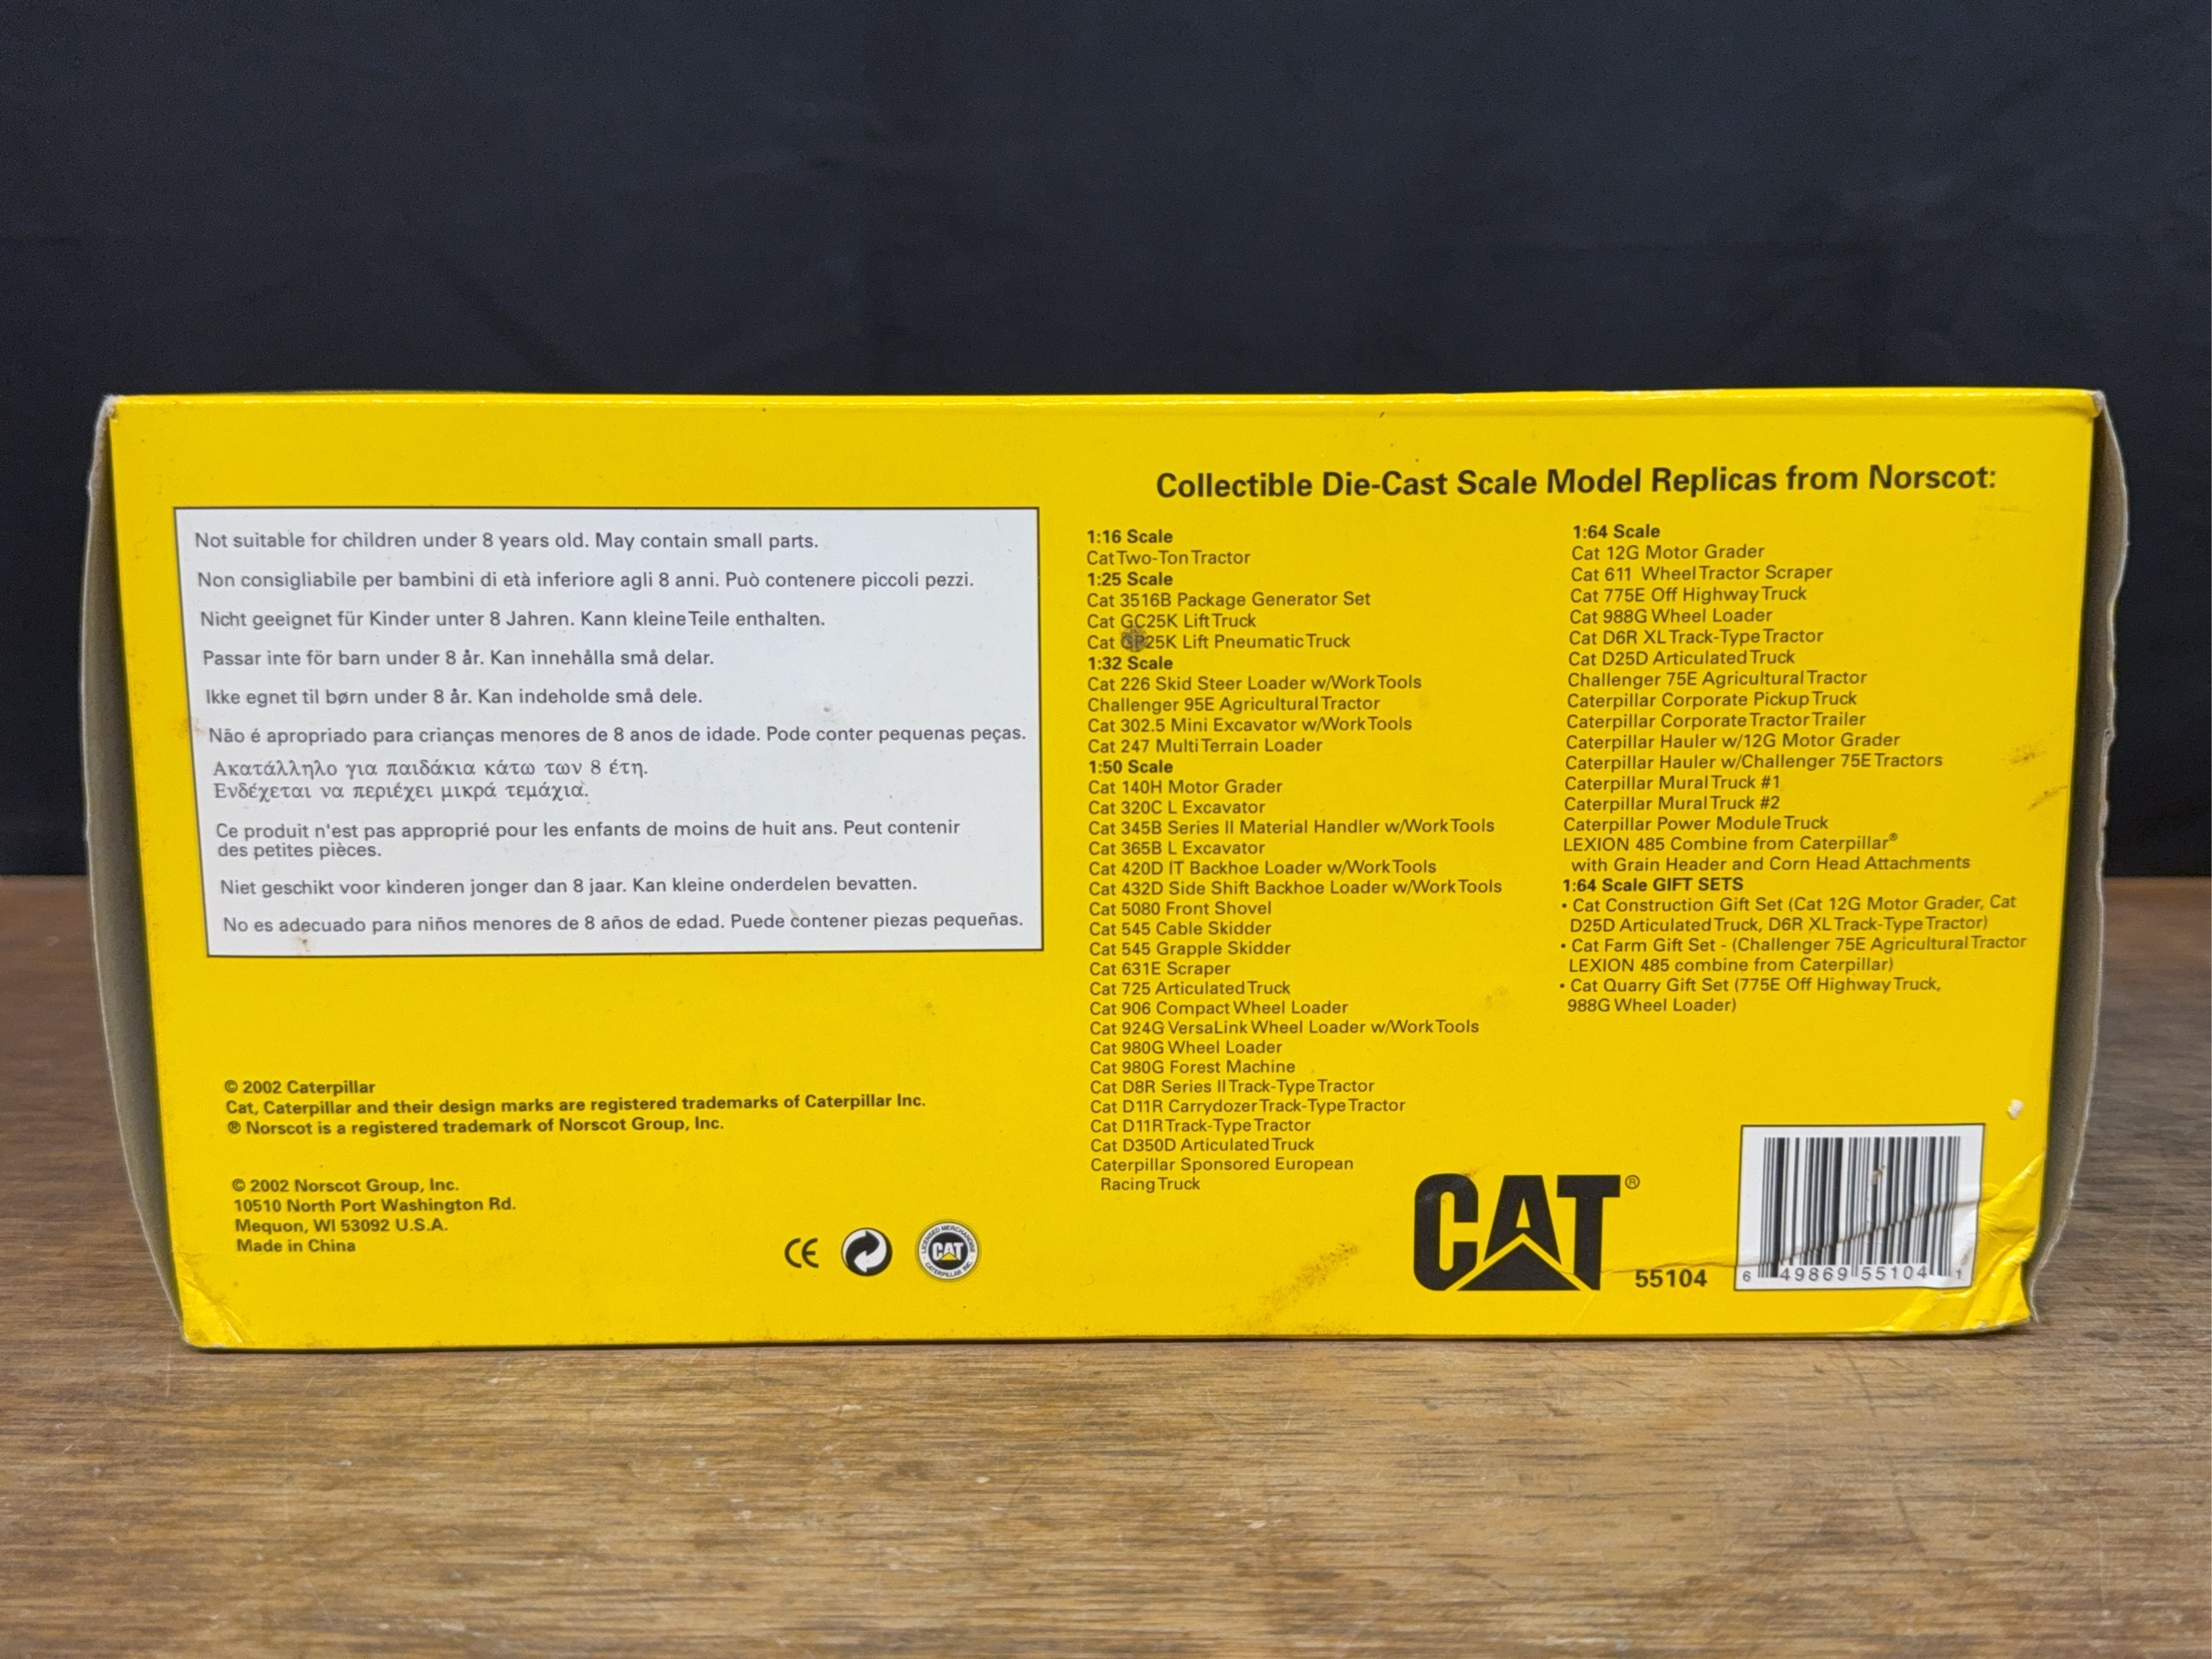 Collectible Die-Cast Scale Model Replicas from Norscot:
Not suitable for children under 8 years old. May contain small parts.
Non consigliabile per bambini di età inferiore agli 8 anni. Può contenere piccoli pezzi.
Nicht geeignet für Kinder unter 8 Jahren. Kann kleine Teile enthalten.
Passar inte för barn under 8 år. Kan innehålla små delar.
Ikke egnet til børn under 8 år. Kan indeholde små dele.
Não é apropriado para crianças menores de 8 anos de idade. Pode conter pequenas peças.
Ακατάλληλο για παιδάκια κάτω των 8 έτη.
Ενδέχεται να περιέχει μικρά τεμάχια.
Ce produit n'est pas approprié pour les enfants de moins de huit ans. Peut contenir
des petites pièces.
Niet geschikt voor kinderen jonger dan 8 jaar. Kan kleine onderdelen bevatten.
No es adecuado para niños menores de 8 años de edad. Puede contener piezas pequeñas.
© 2002 Caterpillar
Cat, Caterpillar and their design marks are registered trademarks of Caterpillar Inc.
® Norscot is a registered trademark of Norscot Group, Inc.
© 2002 Norscot Group, Inc.
10510 North Port Washington Rd.
Mequon, WI 53092 U.S.A.
Made in China
CE
LICENSED MERCHANDISE
CAT
CATERPILLAR INC.
1:16 Scale
Cat Two-Ton Tractor
1:25 Scale
Cat 3516B Package Generator Set
Cat GC25K Lift Truck
Cat GP25K Lift Pneumatic Truck
1:32 Scale
Cat 226 Skid Steer Loader w/Work Tools
Challenger 95E Agricultural Tractor
Cat 302.5 Mini Excavator w/Work Tools
Cat 247 Multi Terrain Loader
1:50 Scale
Cat 140H Motor Grader
Cat 320C L Excavator
Cat 345B Series II Material Handler w/Work Tools
Cat 365B L Excavator
Cat 420D IT Backhoe Loader w/Work Tools
Cat 432D Side Shift Backhoe Loader w/Work Tools
Cat 5080 Front Shovel
Cat 545 Cable Skidder
Cat 545 Grapple Skidder
Cat 631E Scraper
Cat 725 Articulated Truck
Cat 906 Compact Wheel Loader
Cat 924G VersaLink Wheel Loader w/Work Tools
Cat 980G Wheel Loader
Cat 980G Forest Machine
Cat D8R Series II Track-Type Tractor
Cat D11R Carrydozer Track-Type Tractor
Cat D11R Track-Type Tractor
Cat D350D Articulated Truck
Caterpillar Sponsored European
Racing Truck
1:64 Scale
Cat 12G Motor Grader
Cat 611 Wheel Tractor Scraper
Cat 775E Off Highway Truck
Cat 988G Wheel Loader
Cat D6R XL Track-Type Tractor
Cat D25D Articulated Truck
Challenger 75E Agricultural Tractor
Caterpillar Corporate Pickup Truck
Caterpillar Corporate Tractor Trailer
Caterpillar Hauler w/12G Motor Grader
Caterpillar Hauler w/Challenger 75E Tractors
Caterpillar Mural Truck #1
Caterpillar Mural Truck #2
Caterpillar Power Module Truck
LEXION 485 Combine from Caterpillar®
with Grain Header and Corn Head Attachments
1:64 Scale GIFT SETS
• Cat Construction Gift Set (Cat 12G Motor Grader, Cat
D25D Articulated Truck, D6R XL Track-Type Tractor)
• Cat Farm Gift Set - (Challenger 75E Agricultural Tractor
LEXION 485 combine from Caterpillar)
• Cat Quarry Gift Set (775E Off Highway Truck,
988G Wheel Loader)
CAT®
55104
6 49869 55104 1